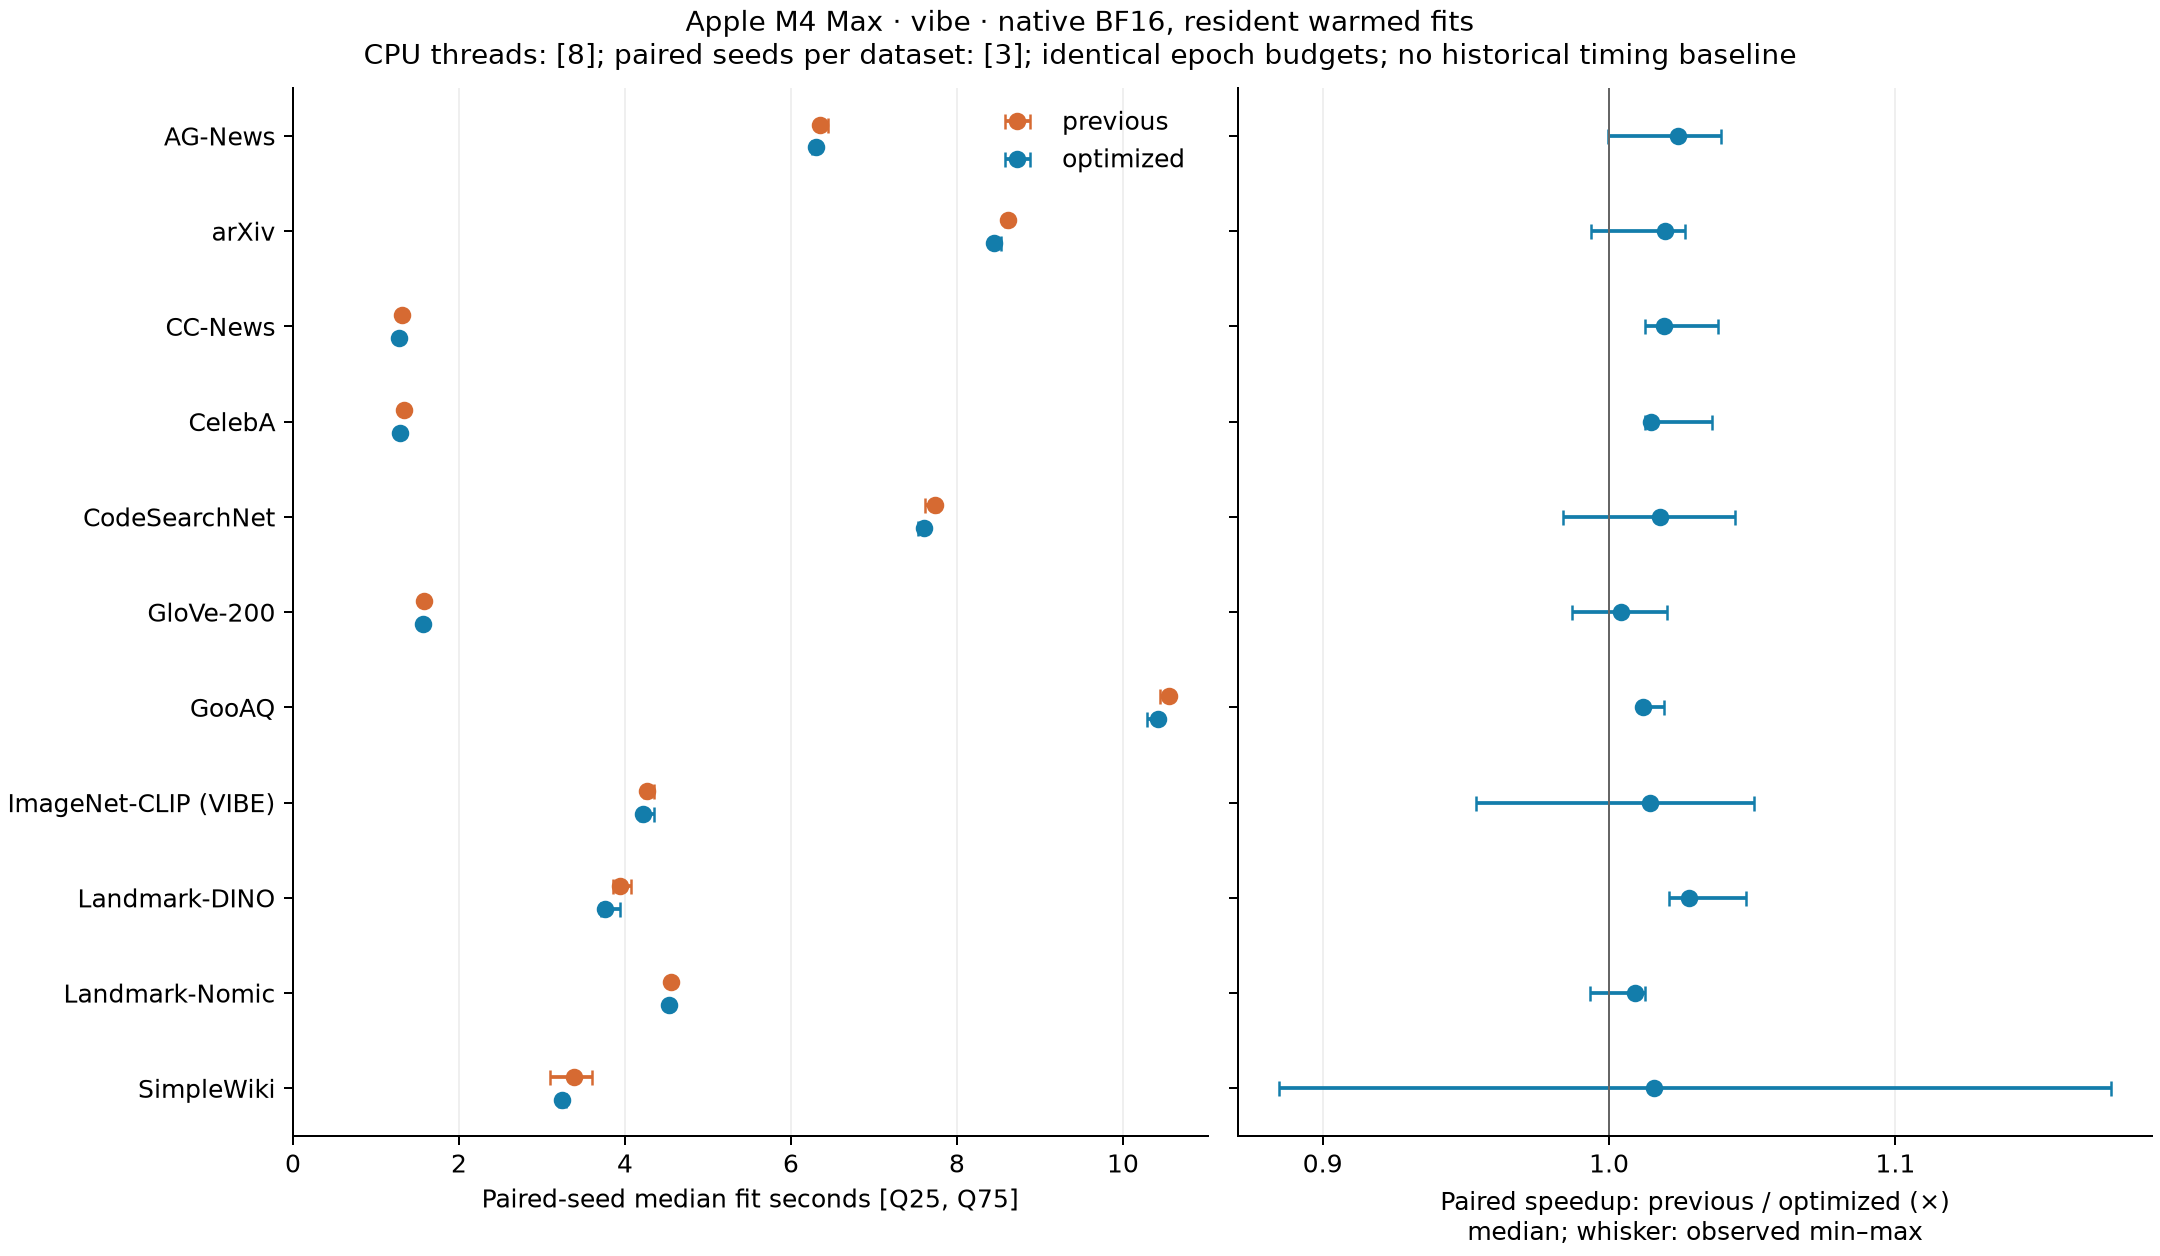 Apple M4 Max · vibe · native BF16, resident warmed fits
CPU threads: [8]; paired seeds per dataset: [3]; identical epoch budgets; no historical timing baseline
previous
optimized
AG-News
arXiv
CC-News
CelebA
CodeSearchNet
GloVe-200
GooAQ
ImageNet-CLIP (VIBE)
Landmark-DINO
Landmark-Nomic
SimpleWiki
0 2 4 6 8 10
Paired-seed median fit seconds [Q25, Q75]
0.9 1.0 1.1
Paired speedup: previous / optimized (×)
median; whisker: observed min–max